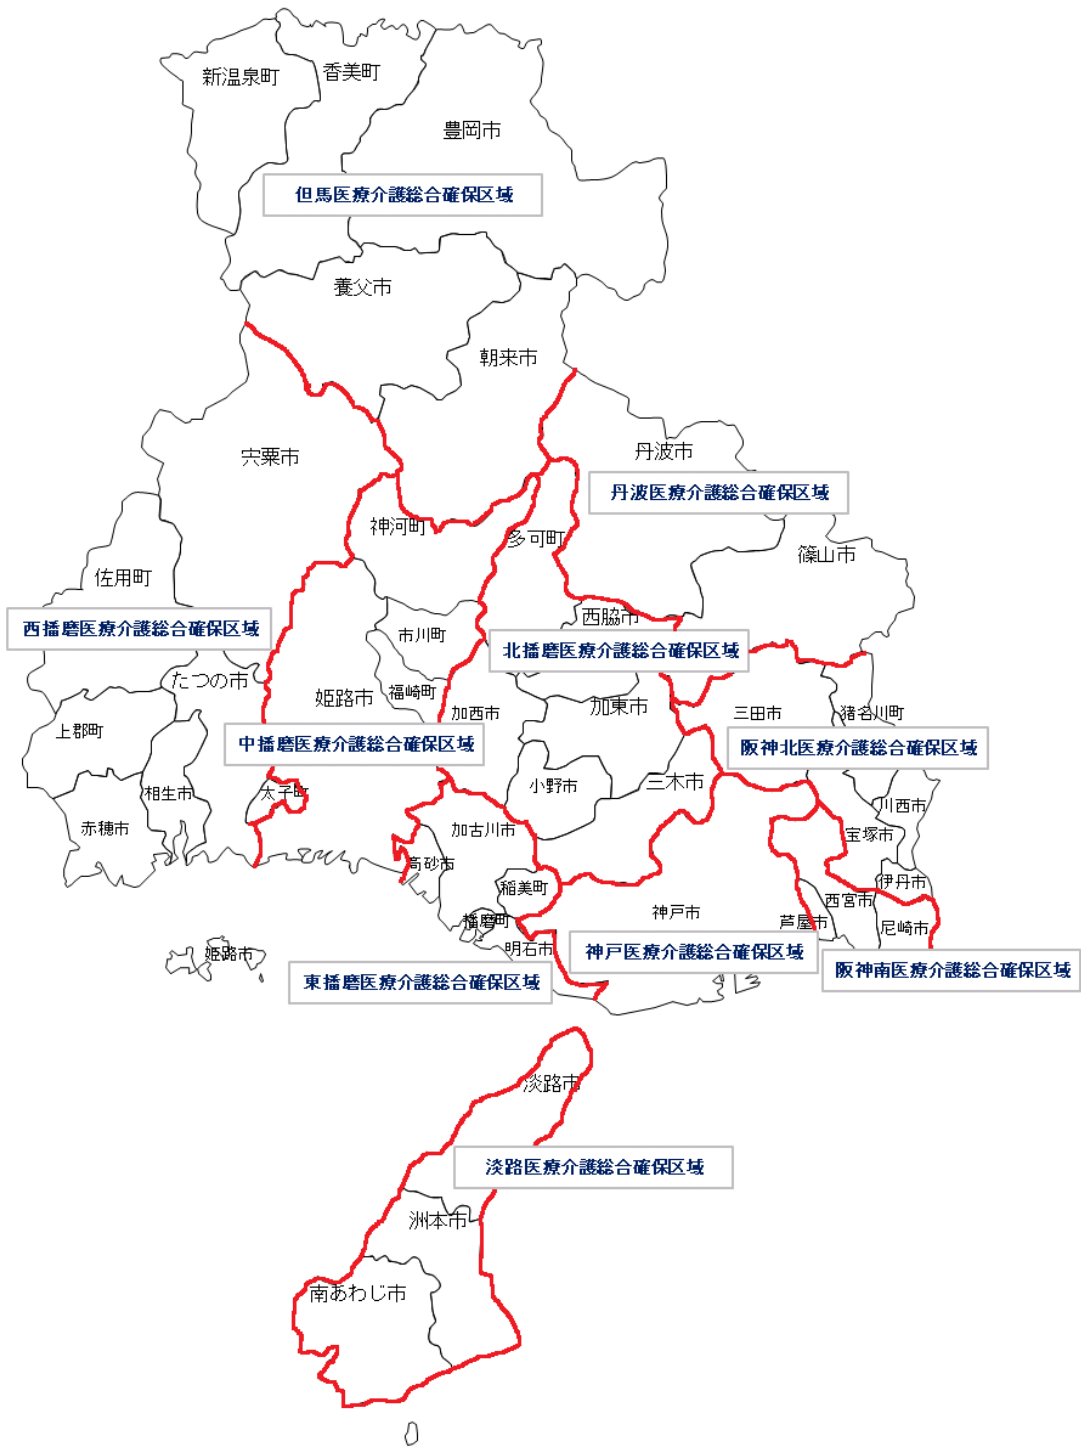 新温泉町
香美町
豊岡市
但馬医療介護総合確保区域
養父市
朝来市
宍粟市
丹波市
丹波医療介護総合確保区域
神河町
多可町
篠山市
佐用町
西脇市
西播磨医療介護総合確保区域
市川町
北播磨医療介護総合確保区域
たつの市
福崎町
姫路市
加西市
加東市
三田市
猪名川町
上郡町
中播磨医療介護総合確保区域
阪神北医療介護総合確保区域
相生市
太子町
小野市
三木市
川西市
赤穂市
加古川市
宝塚市
高砂市
稲美町
伊丹市
西宮市
播磨町
神戸市
芦屋市
尼崎市
姫路市
明石市
神戸医療介護総合確保区域
阪神南医療介護総合確保区域
東播磨医療介護総合確保区域
淡路市
淡路医療介護総合確保区域
洲本市
南あわじ市